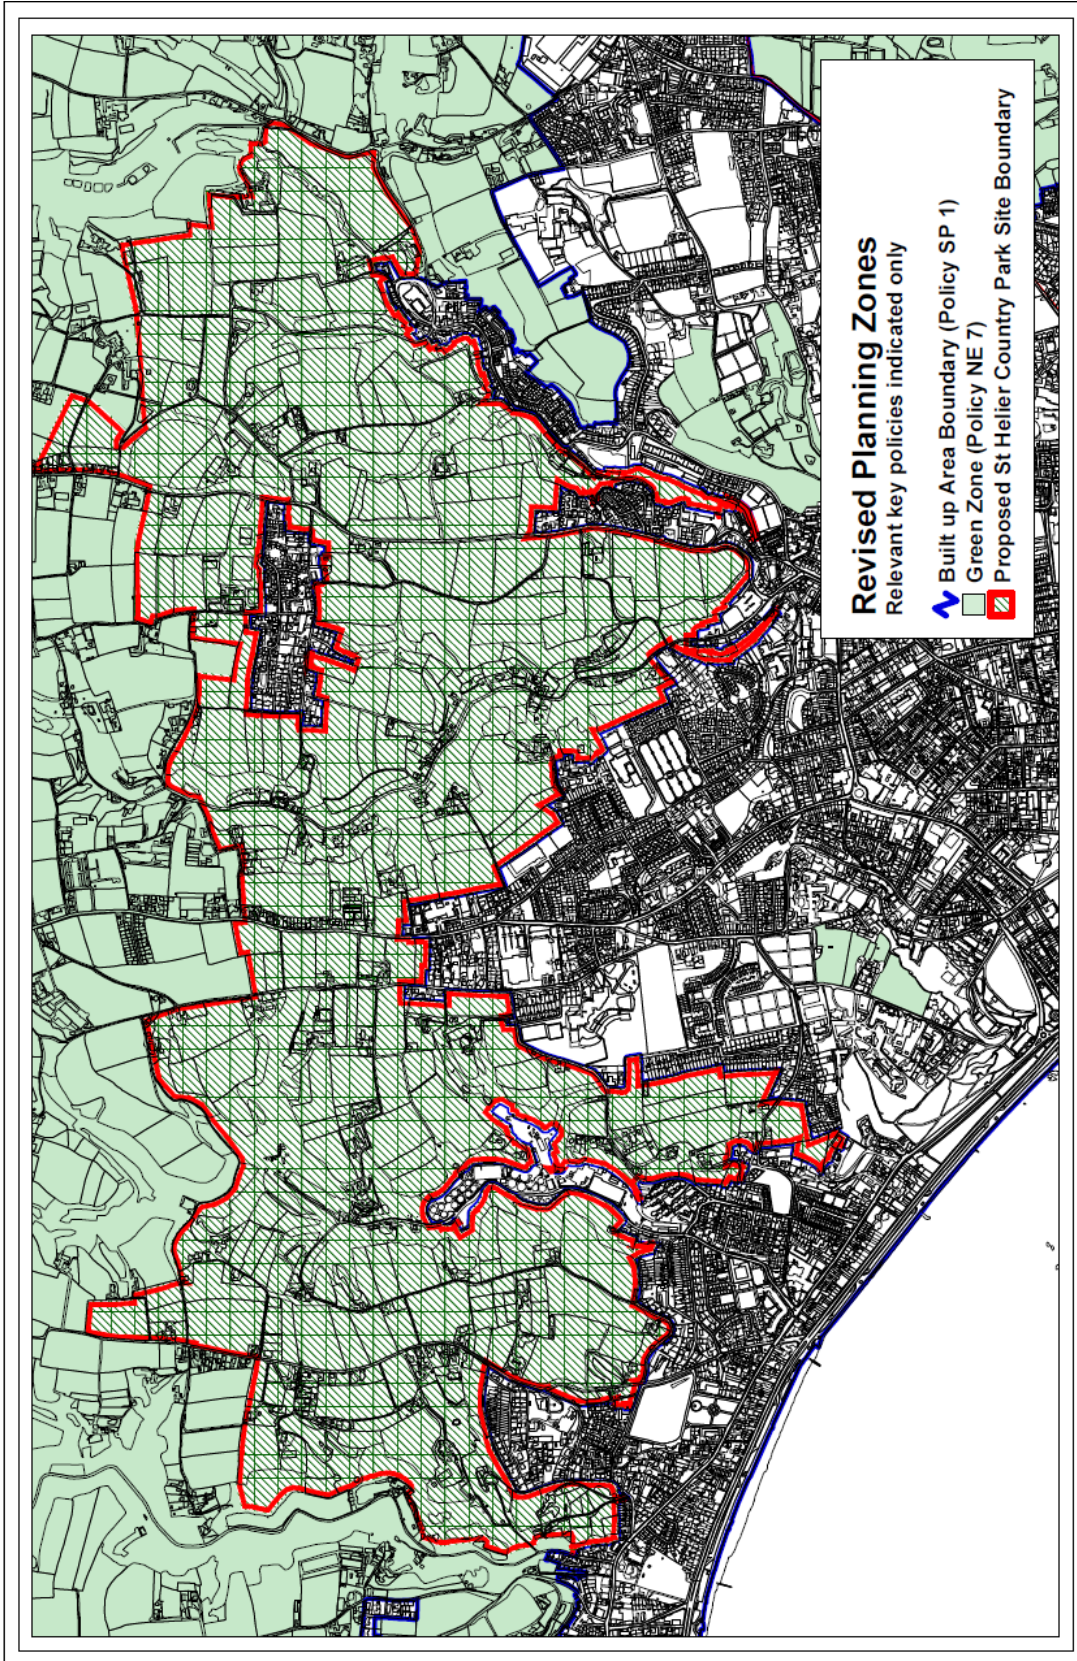 Revised Planning Zones
Relevant key policies indicated only
Built up Area Boundary (Policy SP 1)
Green Zone (Policy NE 7)
Proposed St Helier Country Park Site Boundary